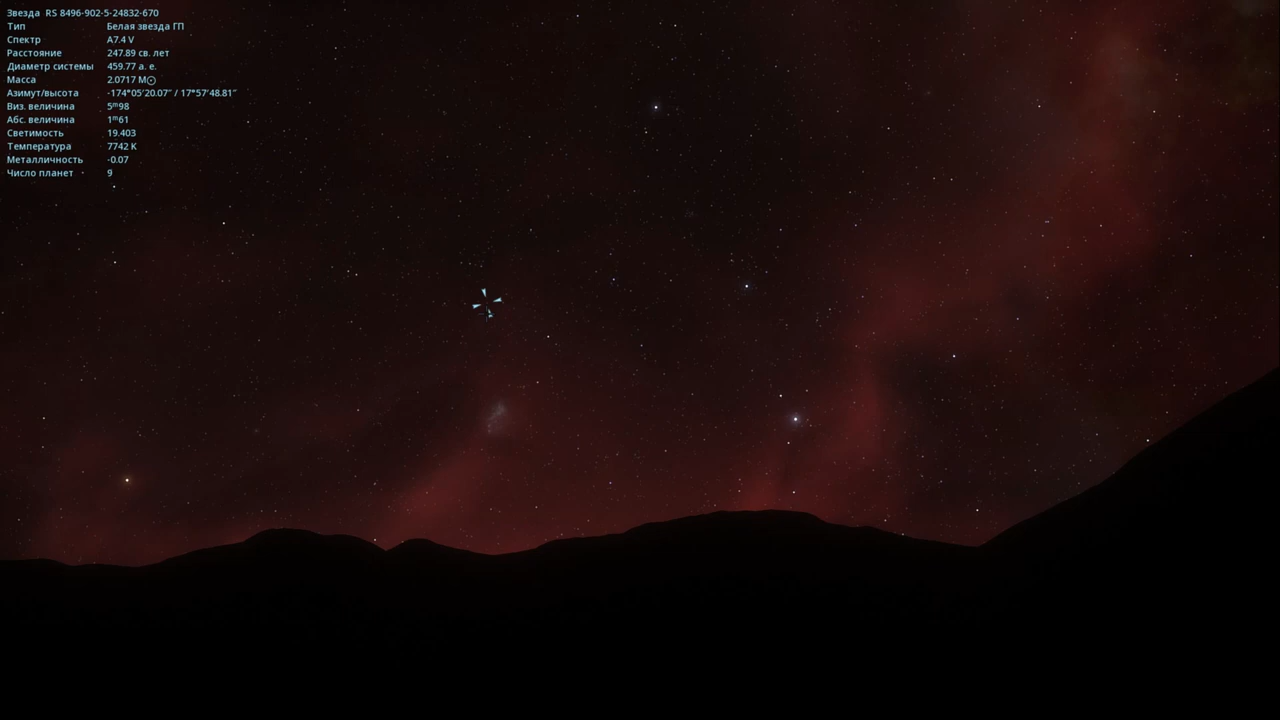 Звезда RS 8496-902-5-24832-670
Тип Белая звезда ГП
Спектр A7.4 V
Расстояние 247.89 св. лет
Диаметр системы 459.77 а. е.
Масса 2.0717 M☉
Азимут/высота -174°05′20.07″ / 17°57′48.81″
Виз. величина 5ᵐ98
Абс. величина 1ᵐ61
Светимость 19.403
Температура 7742 K
Металличность -0.07
Число планет 9